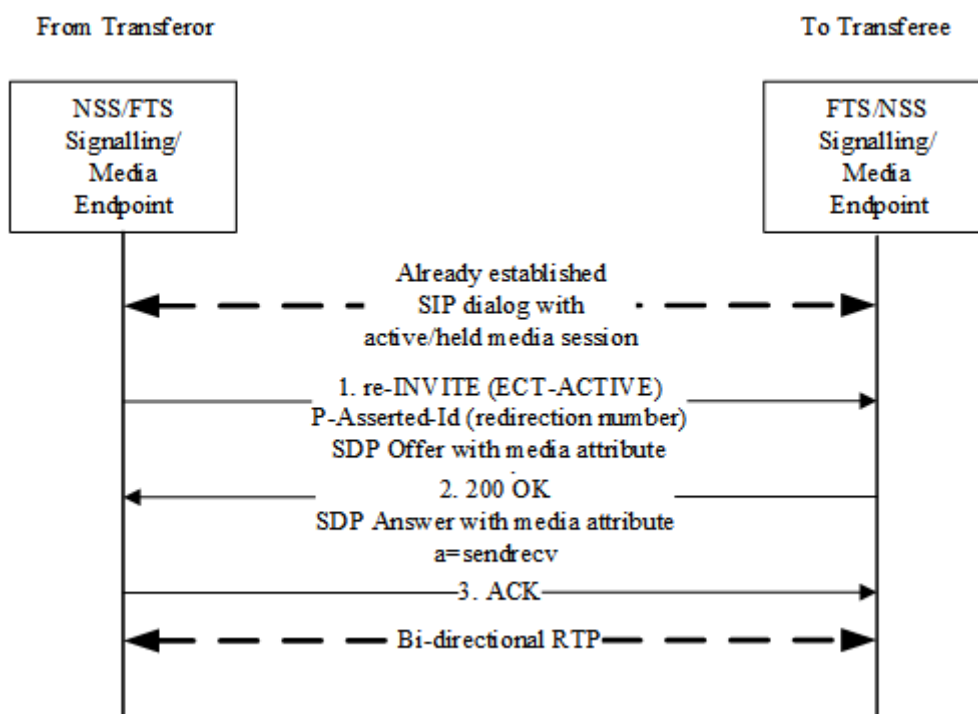 From Transferor
To Transferee
NSS/FTS
Signalling/
Media
Endpoint
FTS/NSS
Signalling/
Media
Endpoint
Already established
SIP dialog with
active/held media session
1. re-INVITE (ECT-ACTIVE)
P-Asserted-Id (redirection number)
SDP Offer with media attribute
2. 200 OK
SDP Answer with media attribute
a=sendrecv
3. ACK
Bi-directional RTP